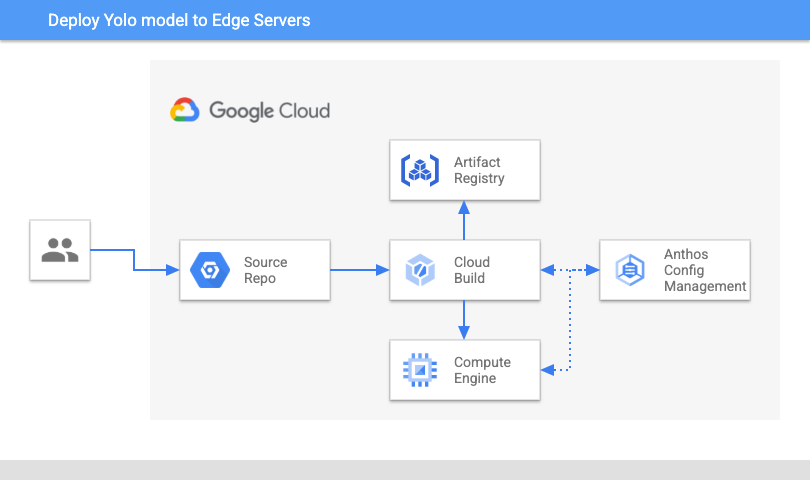 Deploy Yolo model to Edge Servers
Google Cloud
Artifact
Registry
Source
Repo
Cloud
Build
Anthos
Config
Management
Compute
Engine